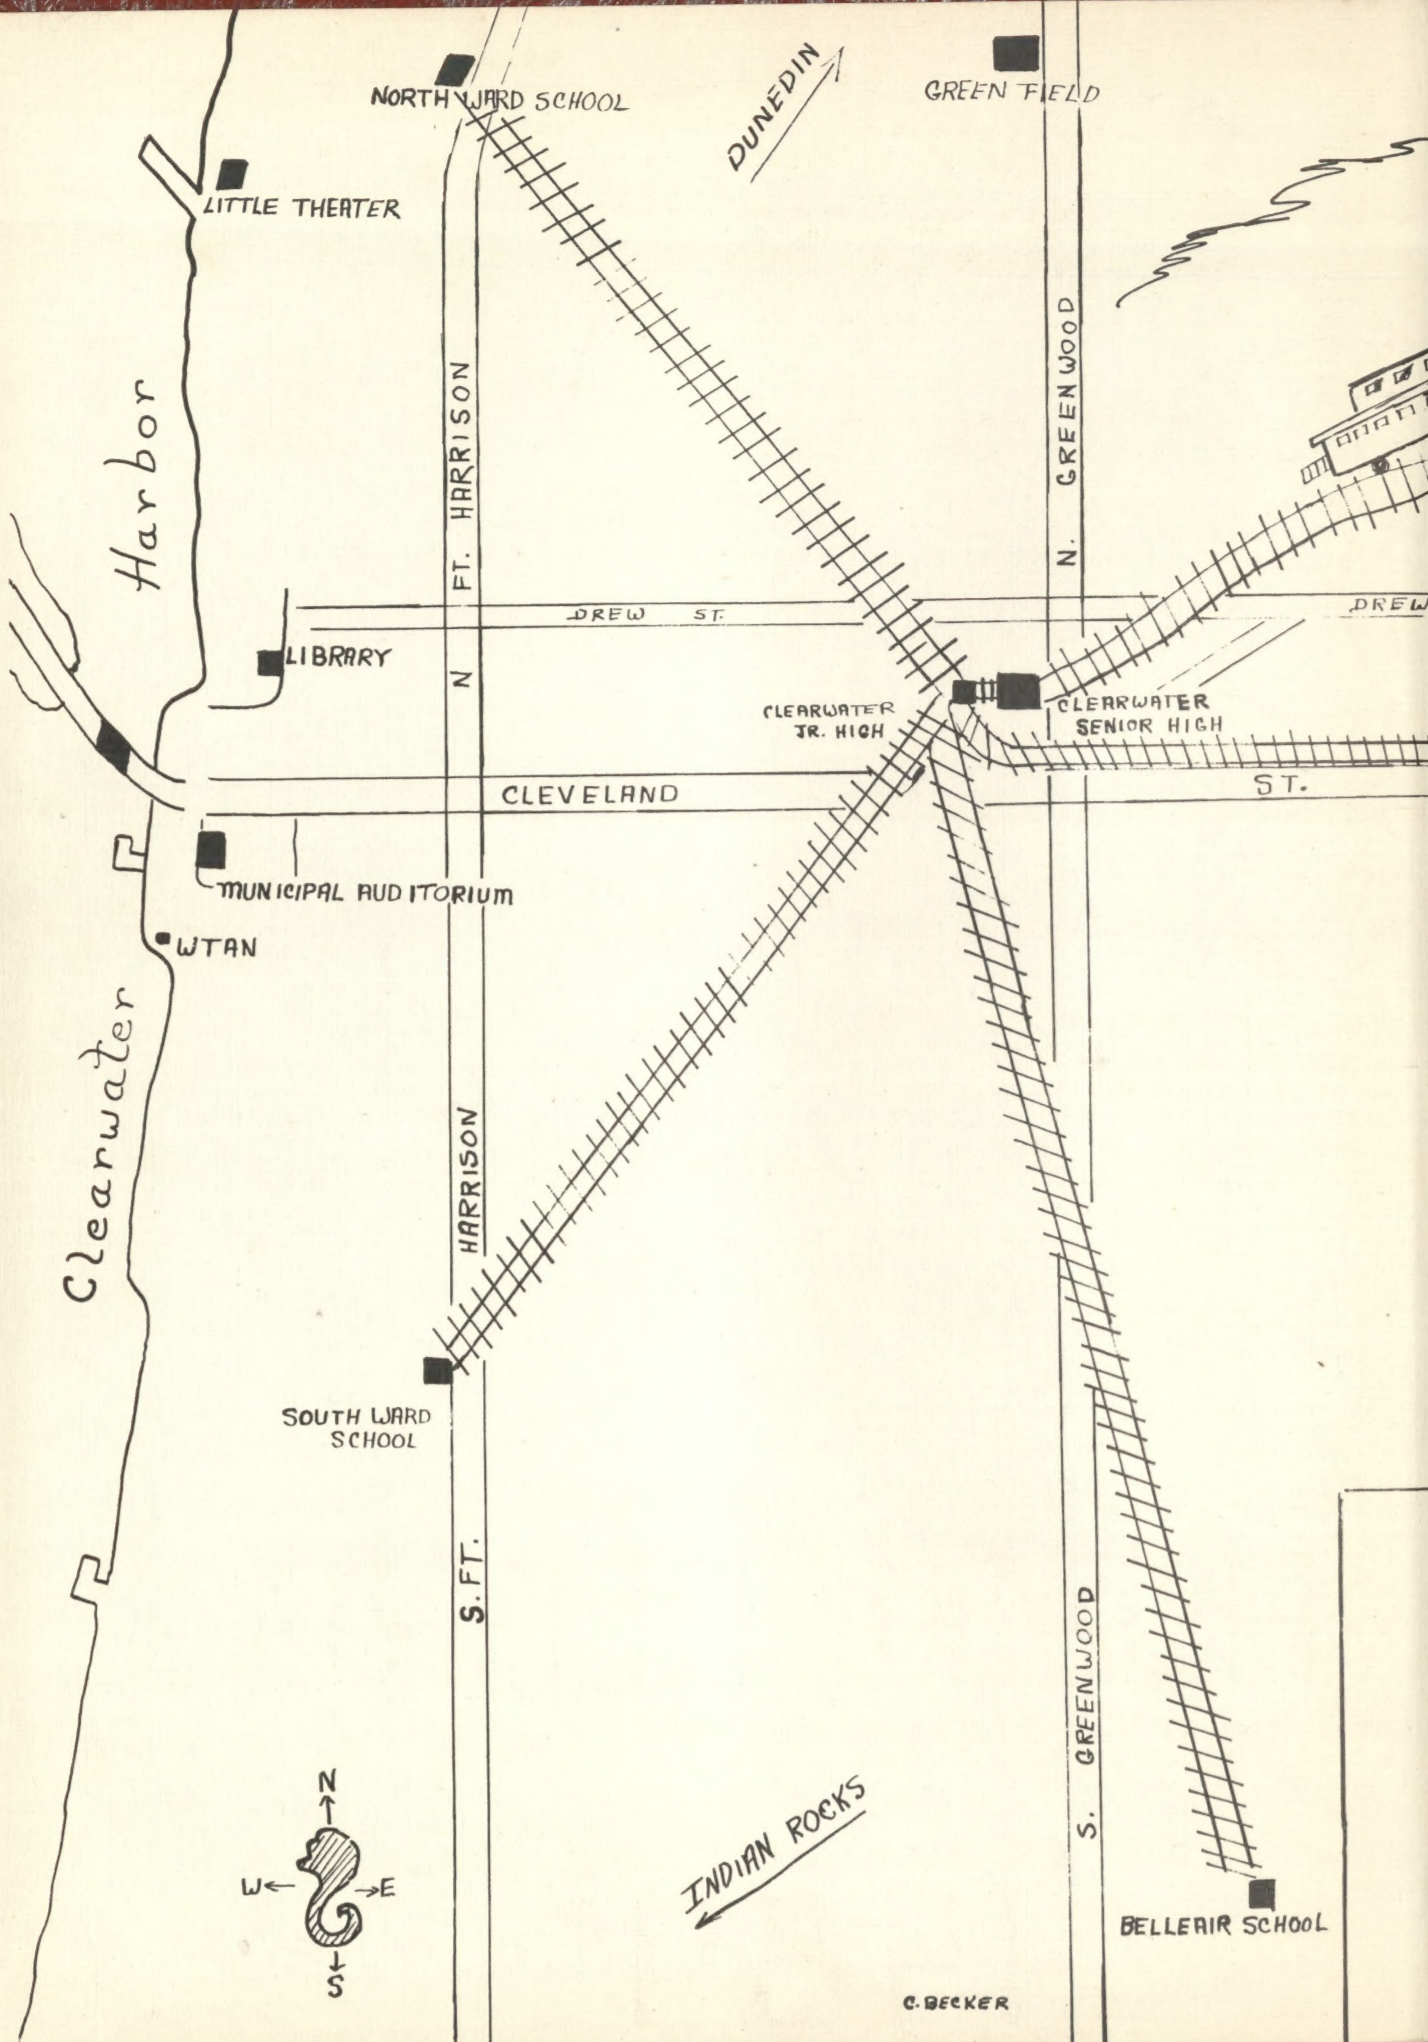 NORTH WARD SCHOOL
DUNEDIN
GREEN FIELD
LITTLE THEATER
Harbor
N FT. HARRISON
N. GREENWOOD
DREW ST.
DREW
LIBRARY
CLEARWATER
JR. HIGH
CLEARWATER
SENIOR HIGH
CLEVELAND
ST.
MUNICIPAL AUDITORIUM
WTAN
Clearwater
S. FT. HARRISON
SOUTH WARD
SCHOOL
S. GREENWOOD
N
W
E
S
INDIAN ROCKS
BELLEAIR SCHOOL
C. BECKER